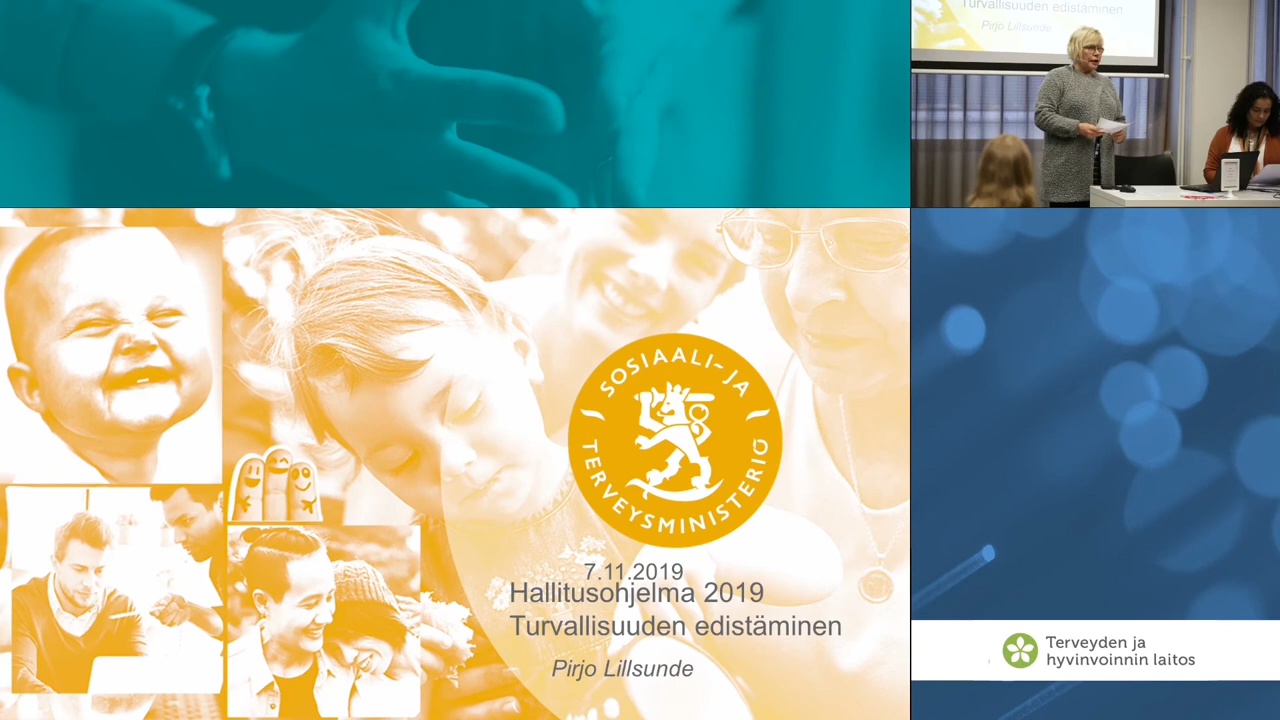 Turvallisuuden edistäminen
Pirjo Lillsunde
SOSIAALI- JA
TERVEYSMINISTERIÖ
7.11.2019
Hallitusohjelma 2019
Turvallisuuden edistäminen
Pirjo Lillsunde
Terveyden ja
hyvinvoinnin laitos